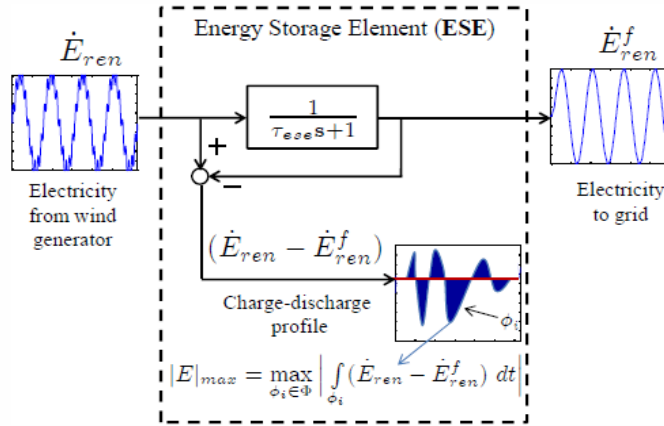 Energy Storage Element (ESE)
Ė_ren
Ė^f_ren
1
τ_ese s+1
+
−
Electricity
from wind
generator
Electricity
to grid
(Ė_ren − Ė^f_ren)
Charge-discharge
profile
ϕ_i
|E|_max = max_{ϕ_i∈Φ} | ∫_{ϕ_i} (Ė_ren − Ė^f_ren) dt |